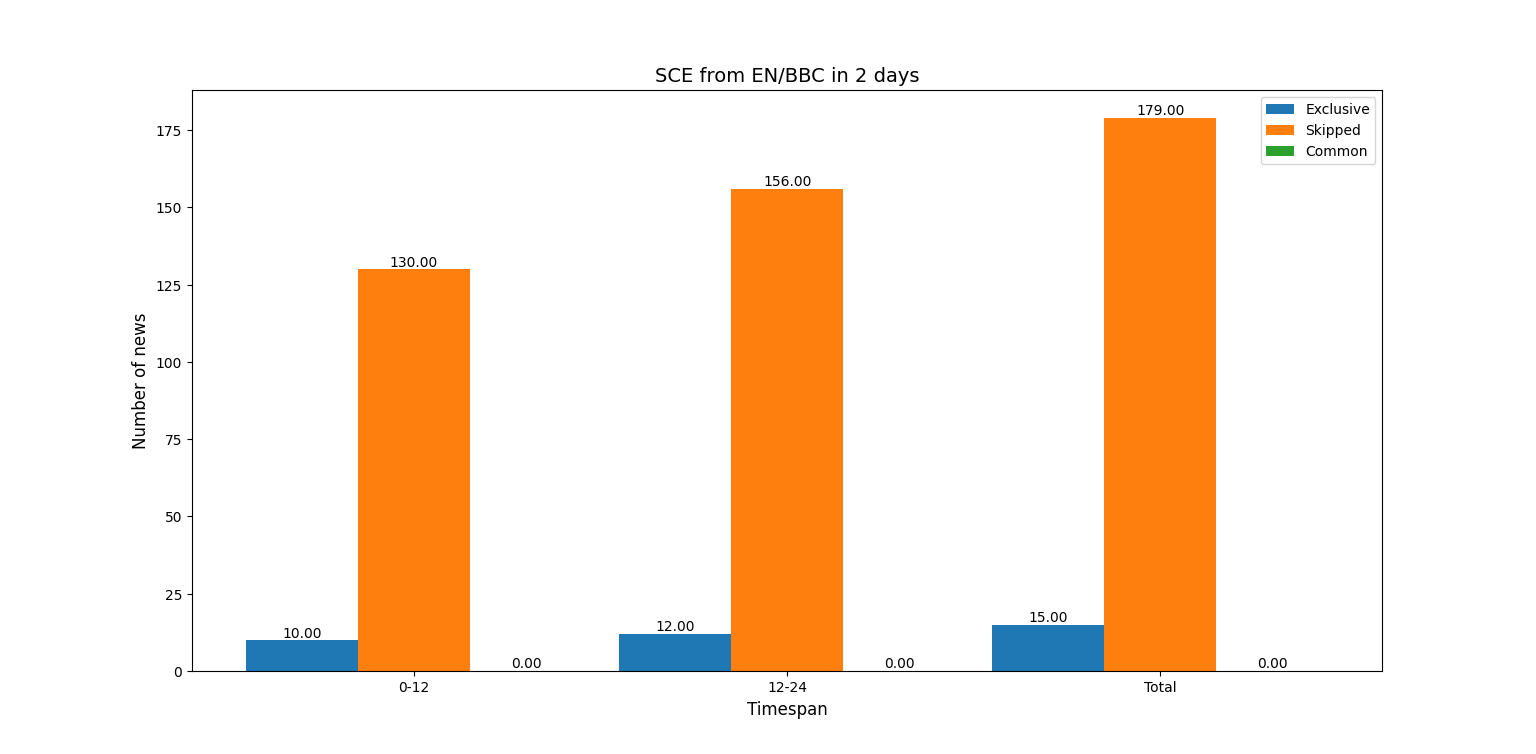 SCE from EN/BBC in 2 days
Exclusive
Skipped
Common
Number of news
175
150
125
100
75
50
25
0
10.00
130.00
0.00
12.00
156.00
0.00
15.00
179.00
0.00
0-12
12-24
Total
Timespan